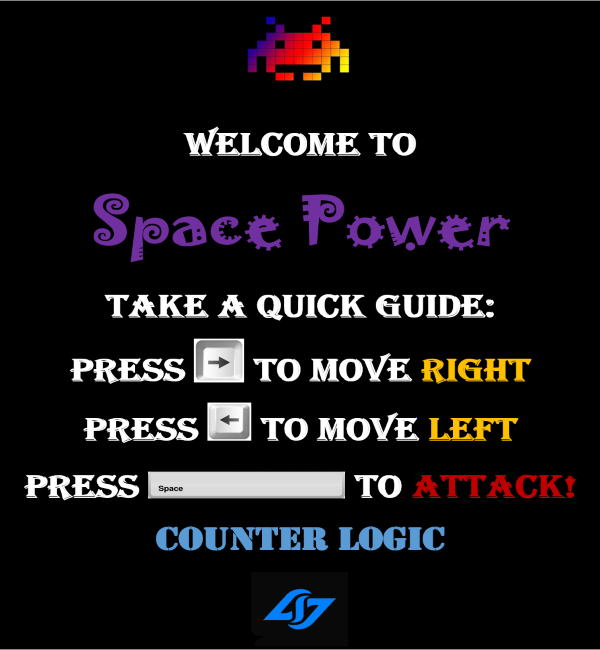 WELCOME TO
Space Power
TAKE A QUICK GUIDE:
PRESS → TO MOVE RIGHT
PRESS ← TO MOVE LEFT
PRESS Space TO ATTACK!
COUNTER LOGIC